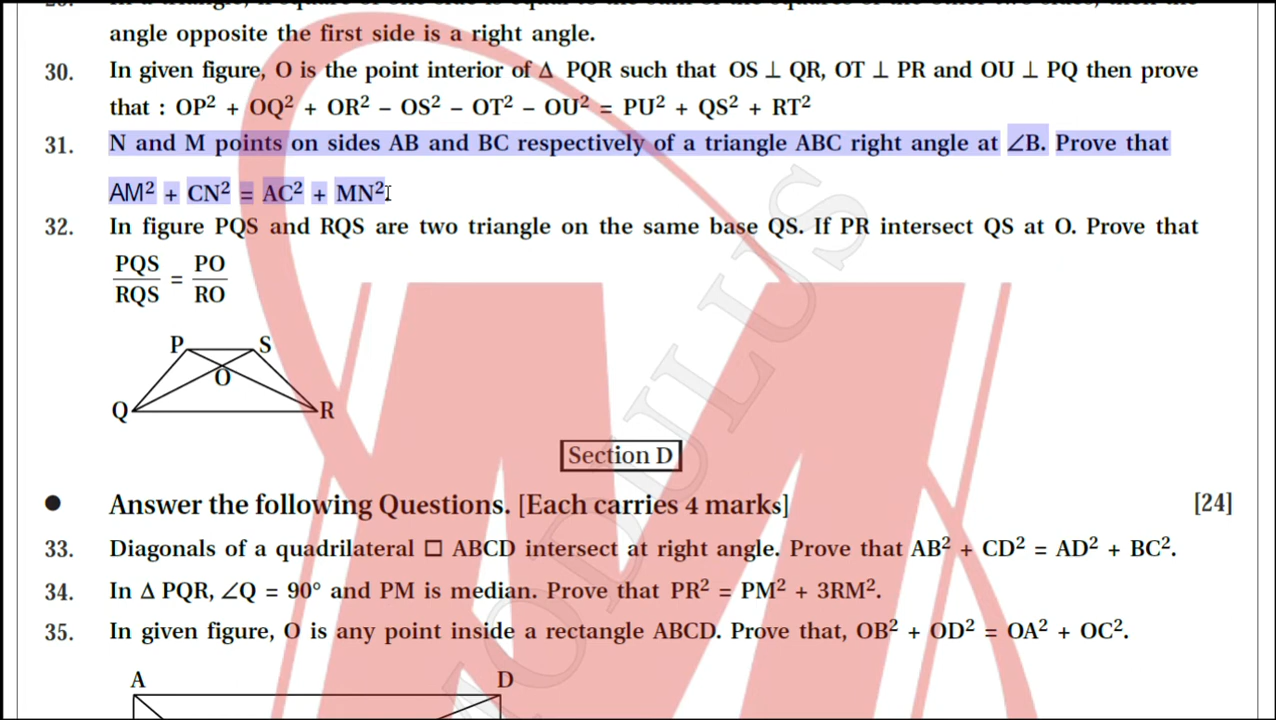 angle opposite the first side is a right angle.
30. In given figure, O is the point interior of Δ PQR such that OS ⊥ QR, OT ⊥ PR and OU ⊥ PQ then prove
that : OP² + OQ² + OR² – OS² – OT² – OU² = PU² + QS² + RT²
31. N and M points on sides AB and BC respectively of a triangle ABC right angle at ∠B. Prove that
AM² + CN² = AC² + MN²
32. In figure PQS and RQS are two triangle on the same base QS. If PR intersect QS at O. Prove that
PQS/RQS = PO/RO
P S
O
Q R
Section D
● Answer the following Questions. [Each carries 4 marks] [24]
33. Diagonals of a quadrilateral □ ABCD intersect at right angle. Prove that AB² + CD² = AD² + BC².
34. In Δ PQR, ∠Q = 90° and PM is median. Prove that PR² = PM² + 3RM².
35. In given figure, O is any point inside a rectangle ABCD. Prove that, OB² + OD² = OA² + OC².
A D
MODULUS